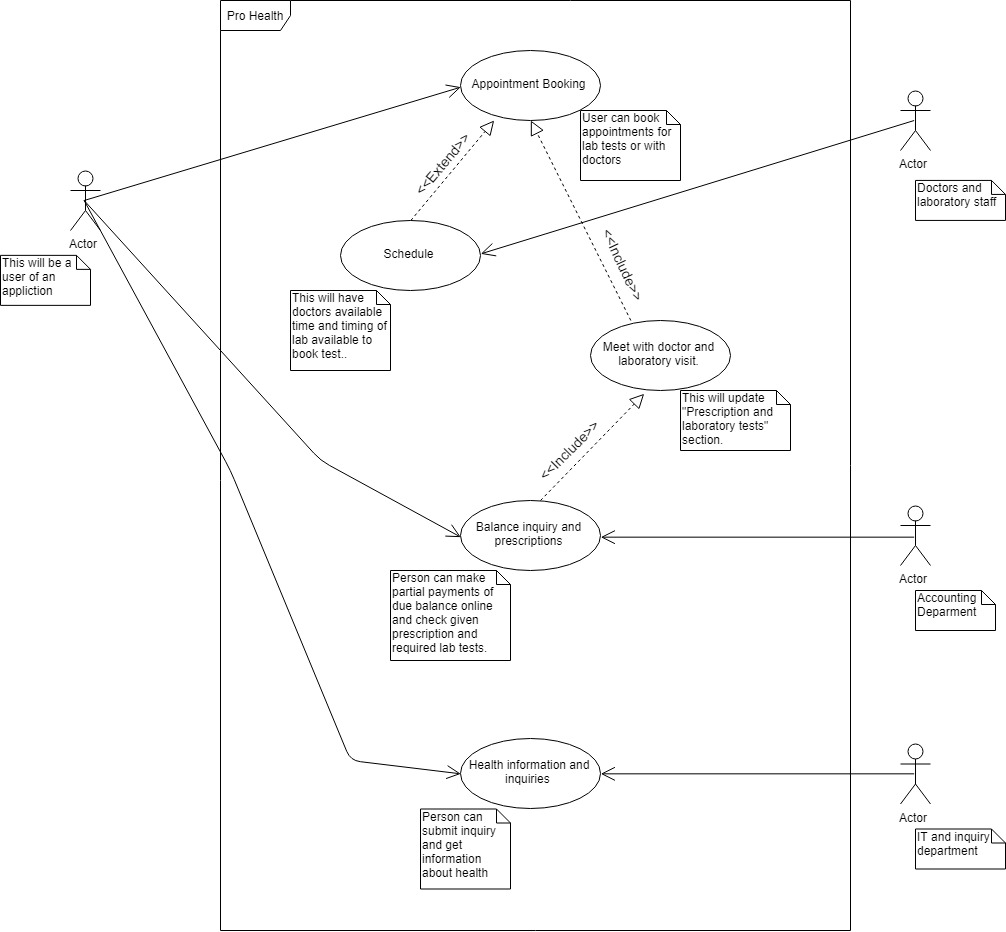 Pro Health
Appointment Booking
User can book
appointments for
lab tests or with
doctors
<<Extend>>
Actor
Doctors and
laboratory staff
Actor
This will be a
user of an
appliction
Schedule
<<Include>>
This will have
doctors available
time and timing of
lab available to
book test..
Meet with doctor and
laboratory visit.
This will update
"Prescription and
laboratory tests"
section.
<<Include>>
Balance inquiry and
prescriptions
Actor
Accounting
Deparment
Person can make
partial payments of
due balance online
and check given
prescription and
required lab tests.
Health information and
inquiries
Actor
IT and inquiry
department
Person can
submit inquiry
and get
information
about health